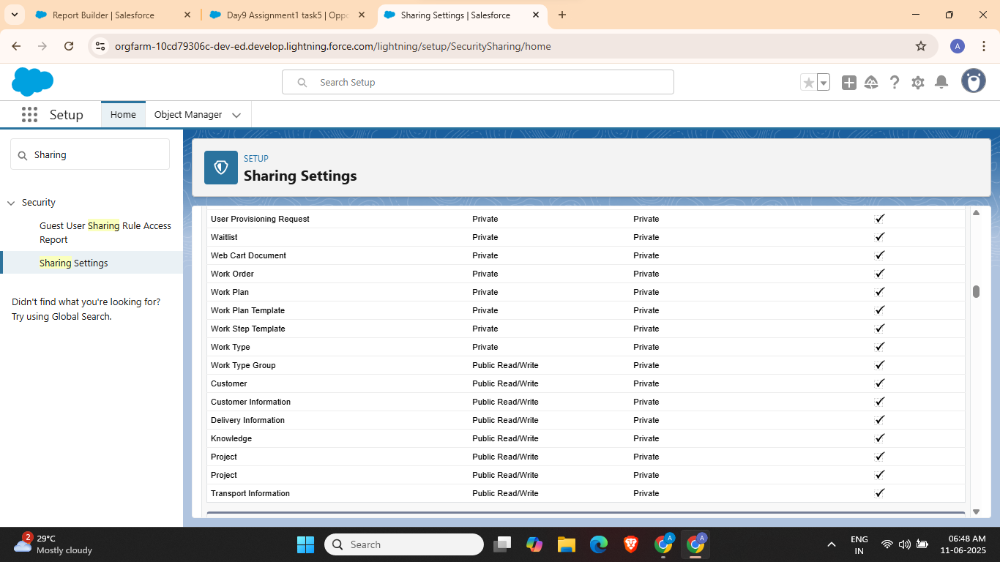 Report Builder | Salesforce
Day9 Assignment1 task5 | Oppo
Sharing Settings | Salesforce
orgfarm-10cd79306c-dev-ed.develop.lightning.force.com/lightning/setup/SecuritySharing/home
A
Search Setup
Setup
Home
Object Manager
Sharing
Security
Guest User Sharing Rule Access
Report
Sharing Settings
Didn't find what you're looking for?
Try using Global Search.
SETUP
Sharing Settings
User Provisioning Request Private Private
Waitlist Private Private
Web Cart Document Private Private
Work Order Private Private
Work Plan Private Private
Work Plan Template Private Private
Work Step Template Private Private
Work Type Private Private
Work Type Group Public Read/Write Private
Customer Public Read/Write Private
Customer Information Public Read/Write Private
Delivery Information Public Read/Write Private
Knowledge Public Read/Write Private
Project Public Read/Write Private
Project Public Read/Write Private
Transport Information Public Read/Write Private
2
29°C
Mostly cloudy
Search
A
A
ENG
IN
06:48 AM
11-06-2025